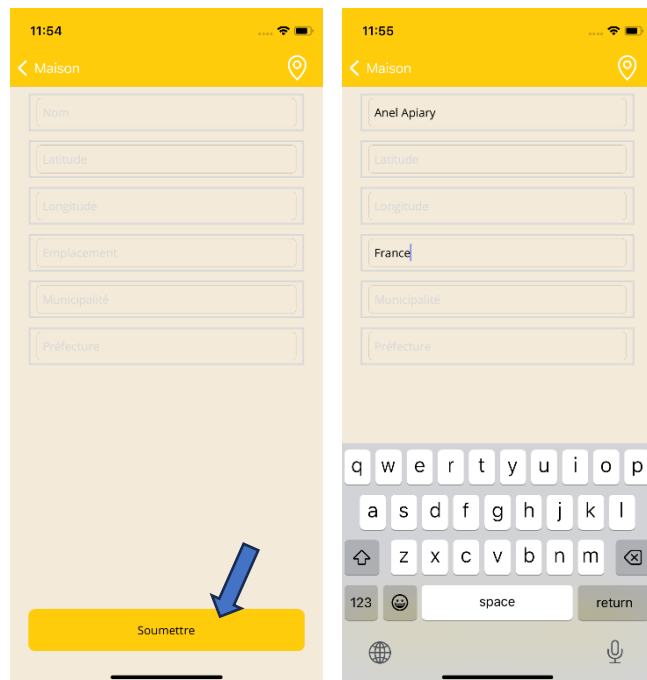 11:54
Maison
Nom
Latitude
Longitude
Emplacement
Municipalité
Préfecture
Soumettre
11:55
Maison
Anel Apiary
Latitude
Longitude
France
Municipalité
Préfecture
q w e r t y u i o p
a s d f g h j k l
z x c v b n m
123 space return